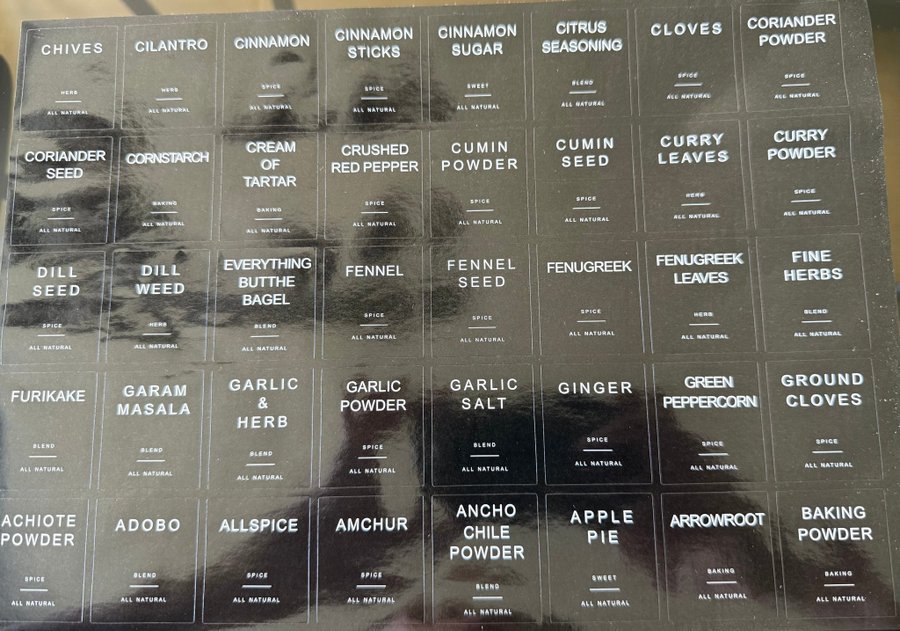 CHIVES
HERB
ALL NATURAL
CILANTRO
HERB
ALL NATURAL
CINNAMON
SPICE
ALL NATURAL
CINNAMON
STICKS
SPICE
ALL NATURAL
CINNAMON
SUGAR
SWEET
ALL NATURAL
CITRUS
SEASONING
BLEND
ALL NATURAL
CLOVES
SPICE
ALL NATURAL
CORIANDER
POWDER
SPICE
ALL NATURAL
CORIANDER
SEED
SPICE
ALL NATURAL
CORNSTARCH
BAKING
ALL NATURAL
CREAM
OF
TARTAR
BAKING
ALL NATURAL
CRUSHED
RED PEPPER
SPICE
ALL NATURAL
CUMIN
POWDER
SPICE
ALL NATURAL
CUMIN
SEED
SPICE
ALL NATURAL
CURRY
LEAVES
HERB
ALL NATURAL
CURRY
POWDER
SPICE
ALL NATURAL
DILL
SEED
SPICE
ALL NATURAL
DILL
WEED
HERB
ALL NATURAL
EVERYTHING
BUTTHE
BAGEL
BLEND
ALL NATURAL
FENNEL
SPICE
ALL NATURAL
FENNEL
SEED
SPICE
ALL NATURAL
FENUGREEK
SPICE
ALL NATURAL
FENUGREEK
LEAVES
HERB
ALL NATURAL
FINE
HERBS
BLEND
ALL NATURAL
FURIKAKE
BLEND
ALL NATURAL
GARAM
MASALA
BLEND
ALL NATURAL
GARLIC
&
HERB
BLEND
ALL NATURAL
GARLIC
POWDER
SPICE
ALL NATURAL
GARLIC
SALT
BLEND
ALL NATURAL
GINGER
SPICE
ALL NATURAL
GREEN
PEPPERCORN
SPICE
ALL NATURAL
GROUND
CLOVES
SPICE
ALL NATURAL
ACHIOTE
POWDER
SPICE
ALL NATURAL
ADOBO
BLEND
ALL NATURAL
ALLSPICE
SPICE
ALL NATURAL
AMCHUR
SPICE
ALL NATURAL
ANCHO
CHILE
POWDER
BLEND
ALL NATURAL
APPLE
PIE
SWEET
ALL NATURAL
ARROWROOT
BAKING
ALL NATURAL
BAKING
POWDER
BAKING
ALL NATURAL